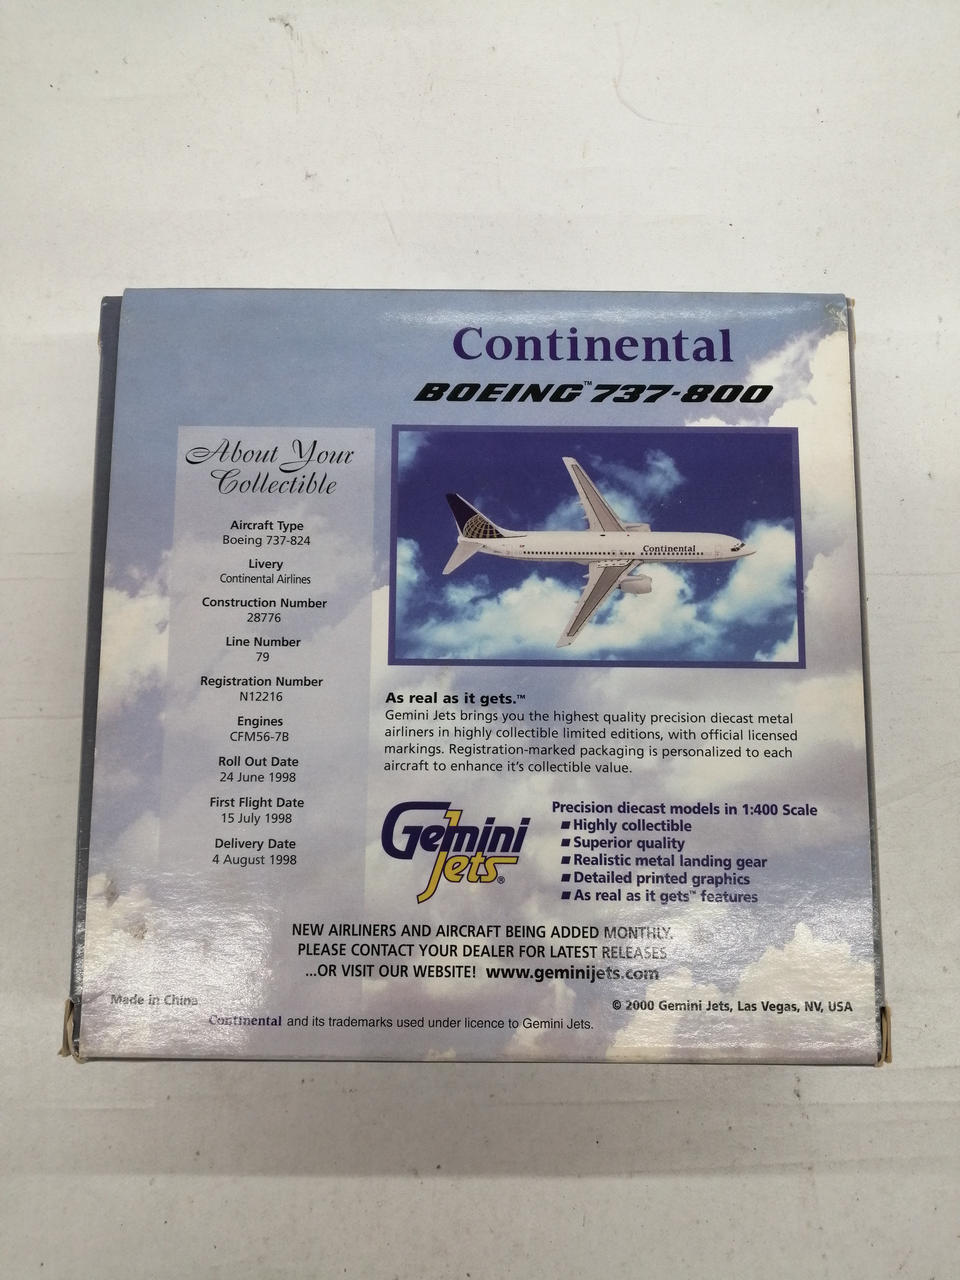 Continental
BOEING™ 737-800
About Your
Collectible
Aircraft Type
Boeing 737-824
Livery
Continental Airlines
Construction Number
28776
Line Number
79
Registration Number
N12216
Engines
CFM56-7B
Roll Out Date
24 June 1998
First Flight Date
15 July 1998
Delivery Date
4 August 1998
Continental
As real as it gets.™
Gemini Jets brings you the highest quality precision diecast metal
airliners in highly collectible limited editions, with official licensed
markings. Registration-marked packaging is personalized to each
aircraft to enhance it's collectible value.
Gemini
Jets®
Precision diecast models in 1:400 Scale
■ Highly collectible
■ Superior quality
■ Realistic metal landing gear
■ Detailed printed graphics
■ As real as it gets™ features
NEW AIRLINERS AND AIRCRAFT BEING ADDED MONTHLY.
PLEASE CONTACT YOUR DEALER FOR LATEST RELEASES
...OR VISIT OUR WEBSITE! www.geminijets.com
Made in China
© 2000 Gemini Jets, Las Vegas, NV, USA
Continental and its trademarks used under licence to Gemini Jets.